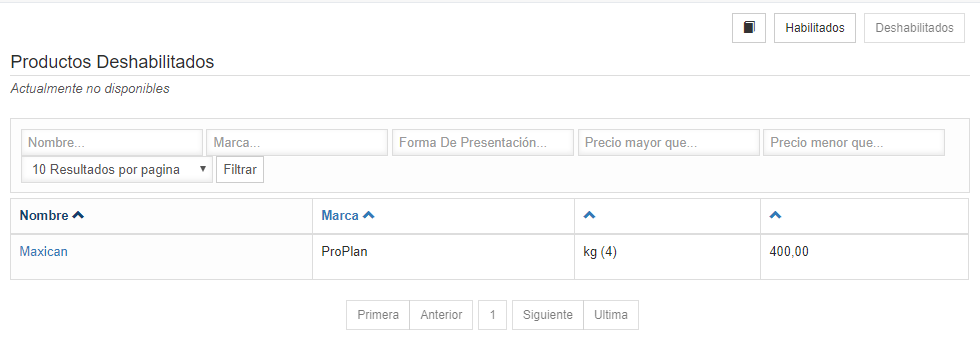 Habilitados Deshabilitados
Productos Deshabilitados
Actualmente no disponibles
Nombre... Marca... Forma De Presentación... Precio mayor que... Precio menor que...
10 Resultados por pagina Filtrar
Nombre Marca
Maxican ProPlan kg (4) 400,00
Primera Anterior 1 Siguiente Ultima